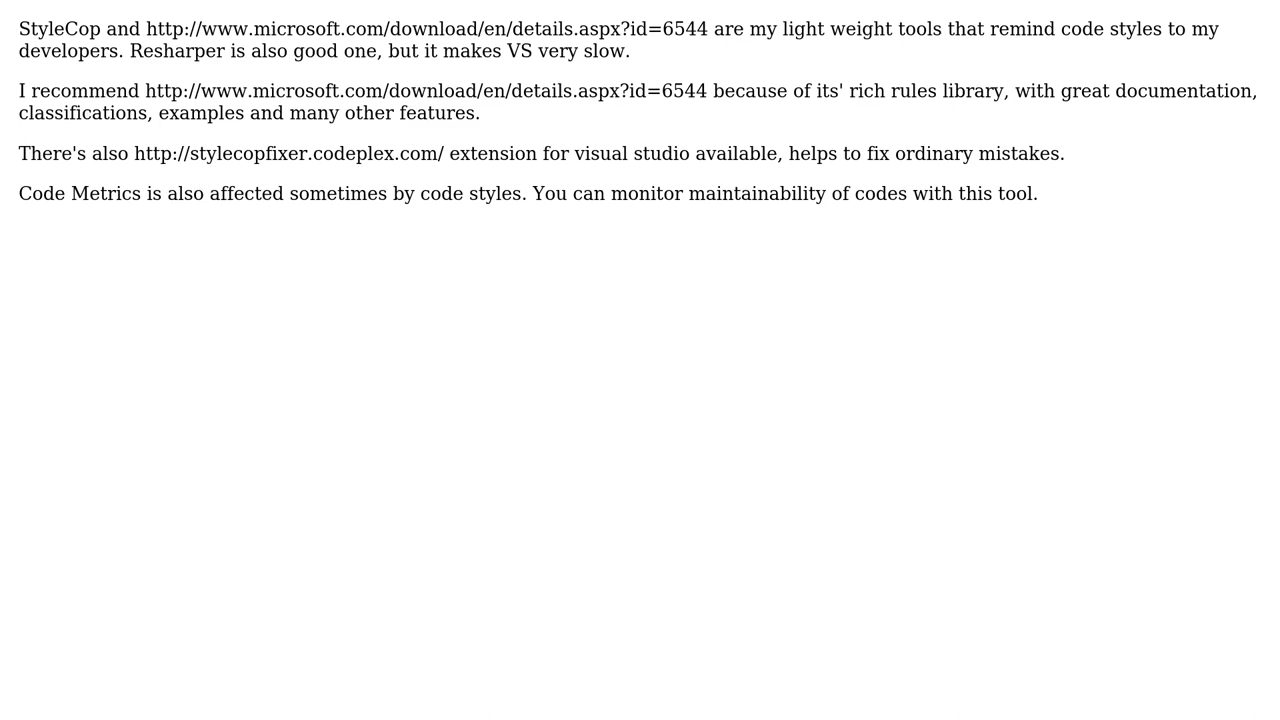 StyleCop and http://www.microsoft.com/download/en/details.aspx?id=6544 are my light weight tools that remind code styles to my
developers. Resharper is also good one, but it makes VS very slow.
I recommend http://www.microsoft.com/download/en/details.aspx?id=6544 because of its' rich rules library, with great documentation,
classifications, examples and many other features.
There's also http://stylecopfixer.codeplex.com/ extension for visual studio available, helps to fix ordinary mistakes.
Code Metrics is also affected sometimes by code styles. You can monitor maintainability of codes with this tool.